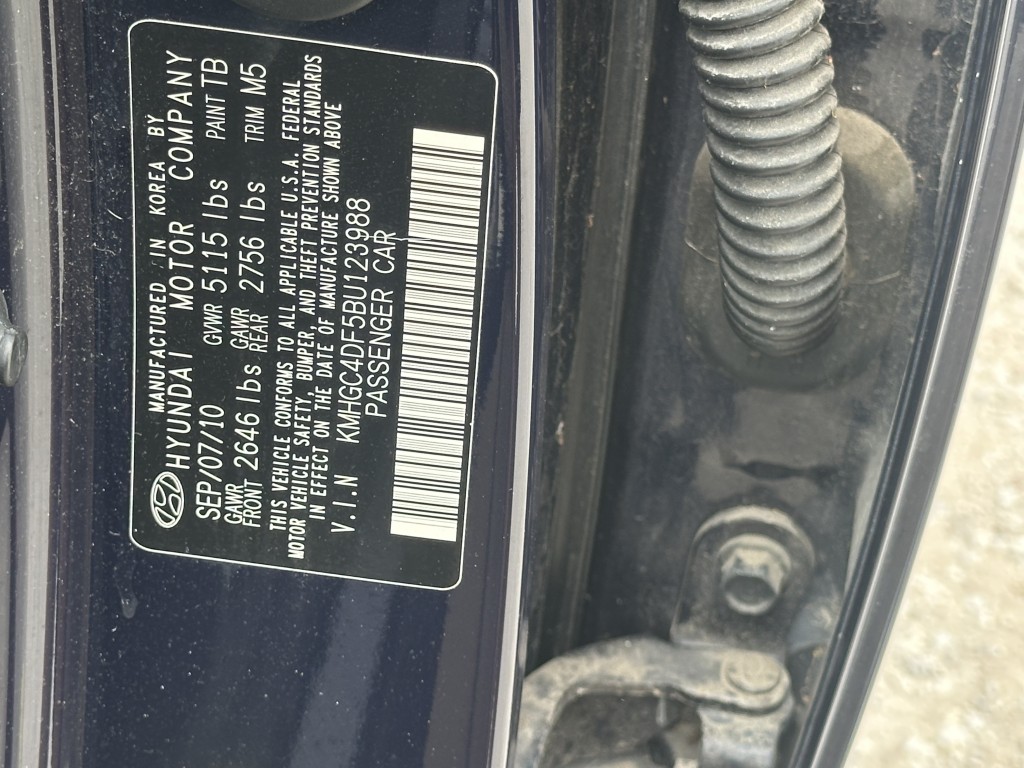 MANUFACTURED IN KOREA BY
HYUNDAI MOTOR COMPANY
SEP/07/10 GVWR 5115 lbs PAINT TB
GAWR FRONT 2646 lbs GAWR REAR 2756 lbs TRIM M5
THIS VEHICLE CONFORMS TO ALL APPLICABLE U.S.A. FEDERAL
MOTOR VEHICLE SAFETY, BUMPER, AND THEFT PREVENTION STANDARDS
IN EFFECT ON THE DATE OF MANUFACTURE SHOWN ABOVE
V.I.N KMHGC4DF5BU123988
PASSENGER CAR